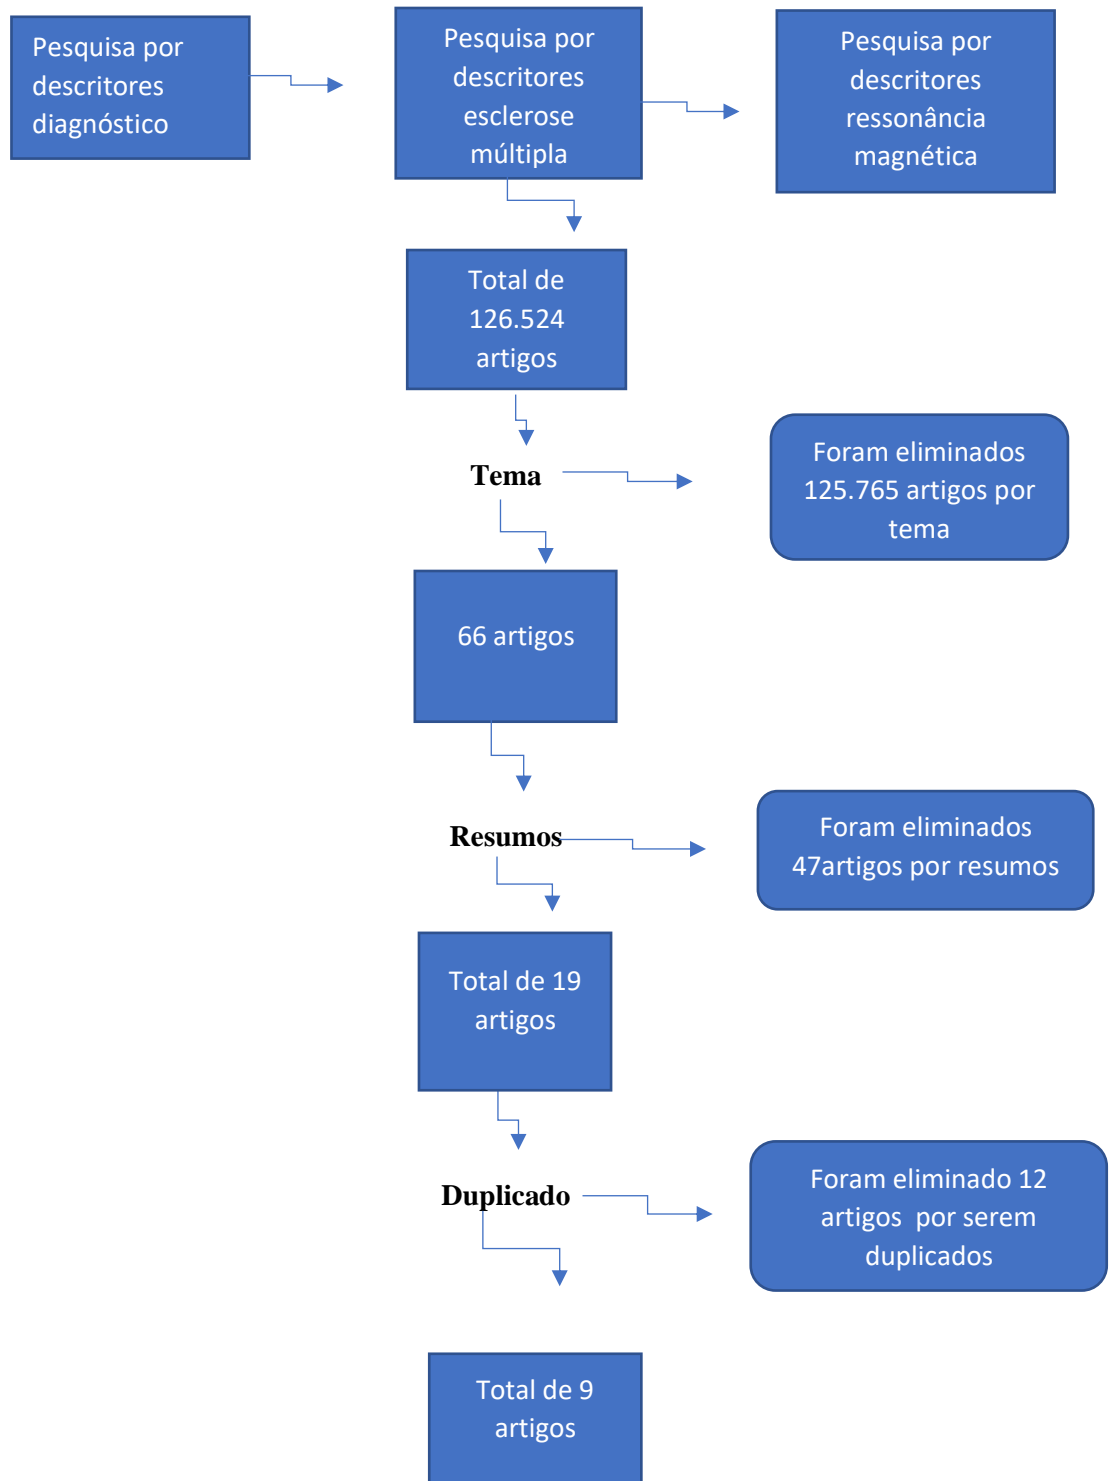 Pesquisa por
descritores
diagnóstico
Pesquisa por
descritores
esclerose
múltipla
Pesquisa por
descritores
ressonância
magnética
Total de
126.524
artigos
Tema
Foram eliminados
125.765 artigos por
tema
66 artigos
Resumos
Foram eliminados
47artigos por resumos
Total de 19
artigos
Duplicado
Foram eliminado 12
artigos por serem
duplicados
Total de 9
artigos